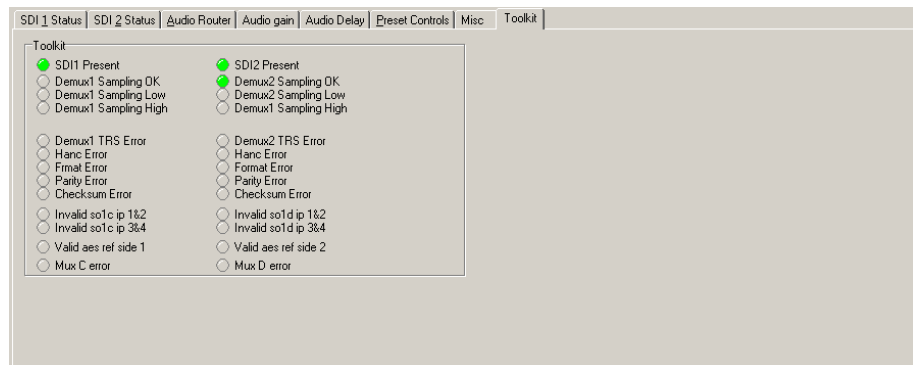 SDI 1 Status SDI 2 Status Audio Router Audio gain Audio Delay Preset Controls Misc Toolkit
Toolkit
SDI1 Present SDI2 Present
Demux1 Sampling OK Demux2 Sampling OK
Demux1 Sampling Low Demux2 Sampling Low
Demux1 Sampling High Demux1 Sampling High
Demux1 TRS Error Demux2 TRS Error
Hanc Error Hanc Error
Frmat Error Format Error
Parity Error Parity Error
Checksum Error Checksum Error
Invalid so1c ip 1&2 Invalid so1d ip 1&2
Invalid so1c ip 3&4 Invalid so1d ip 3&4
Valid aes ref side 1 Valid aes ref side 2
Mux C error Mux D error